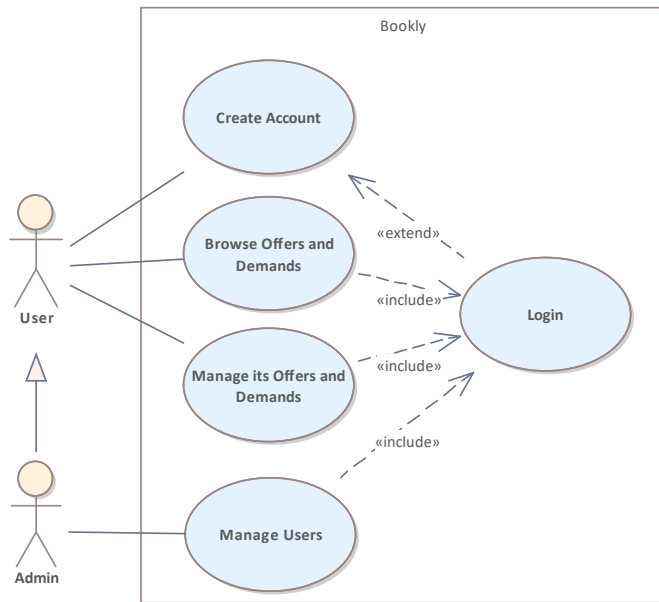 Bookly
Create Account
«extend»
Browse Offers and
Demands
«include»
Login
User
«include»
Manage its Offers and
Demands
«include»
Manage Users
Admin